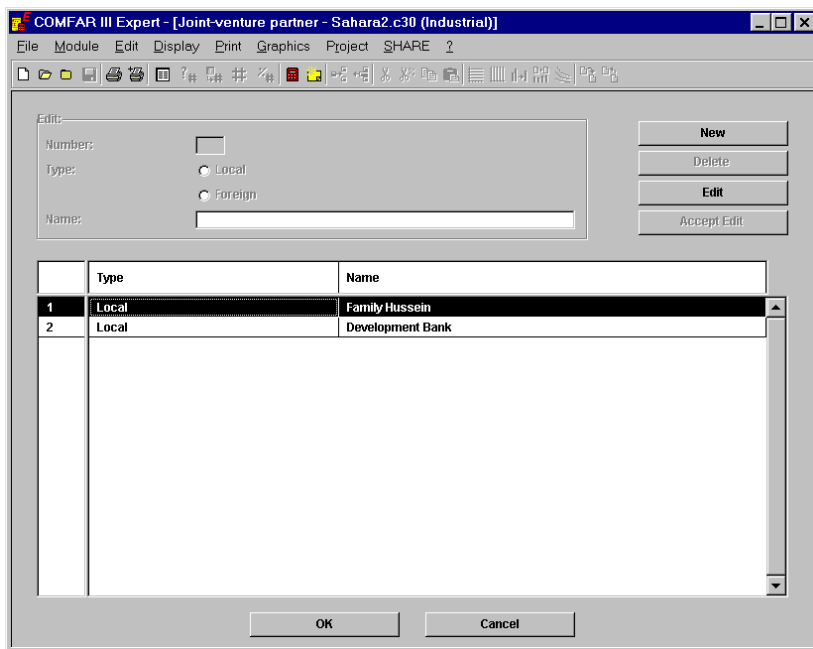 COMFAR III Expert - [Joint-venture partner - Sahara2.c30 (Industrial)]
File Module Edit Display Print Graphics Project SHARE ?
Edit:
Number:
Type: Local
Foreign
Name:
New
Delete
Edit
Accept Edit
Type Name
1 Local Family Hussein
2 Local Development Bank
OK Cancel